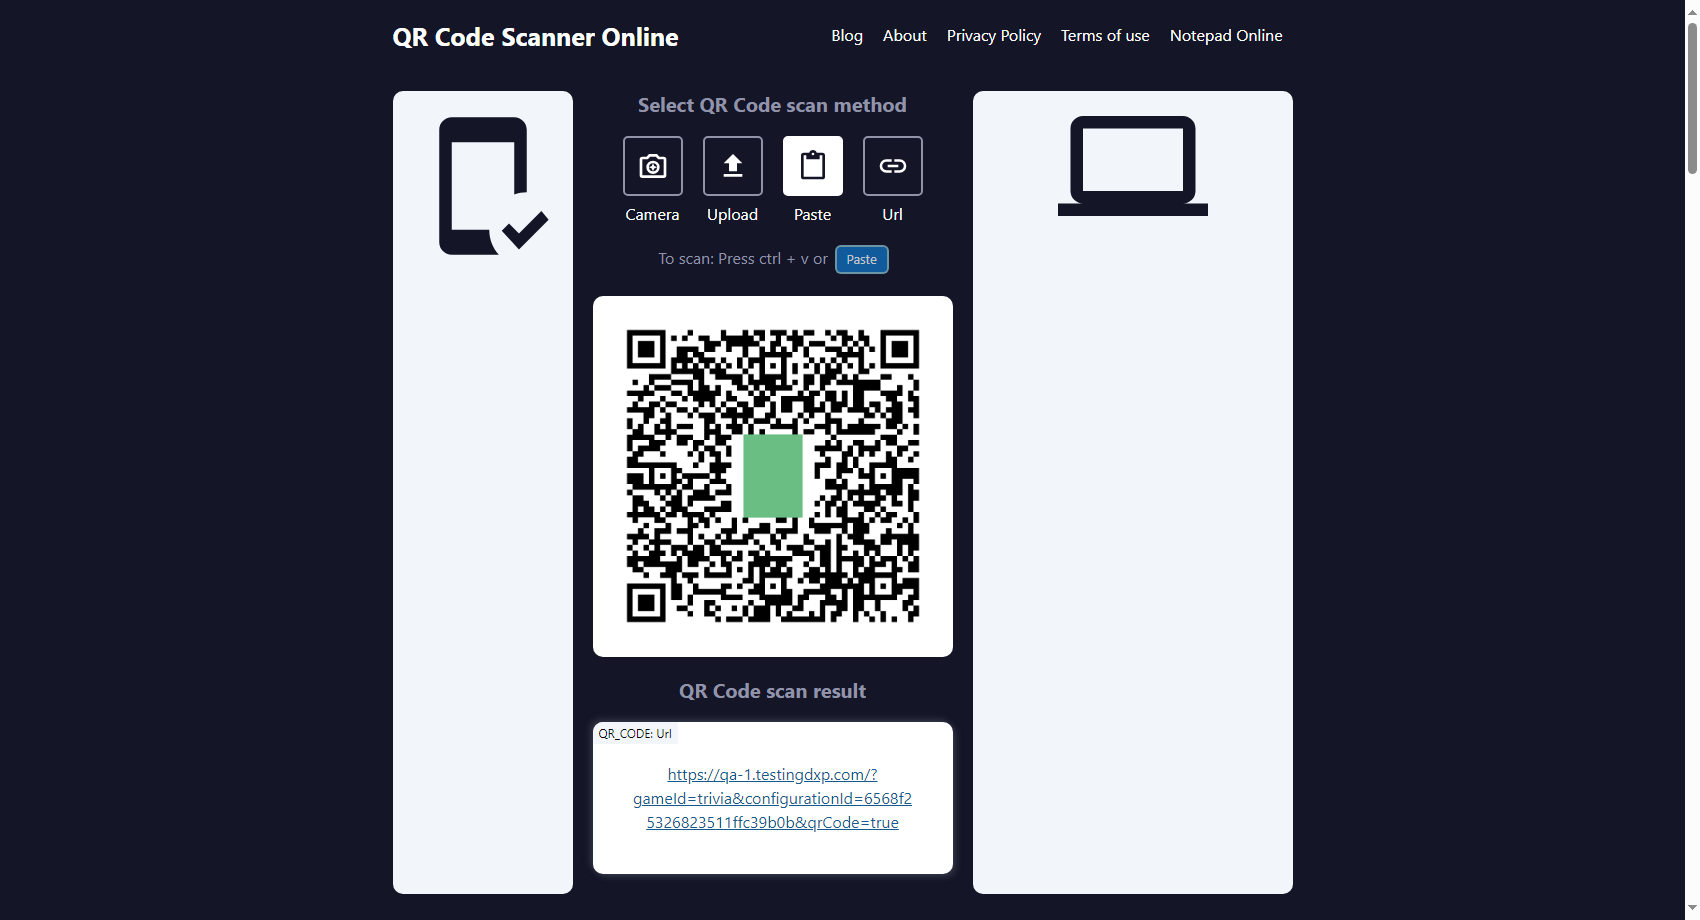 QR Code Scanner Online
Blog About Privacy Policy Terms of use Notepad Online
Select QR Code scan method
Camera Upload Paste Url
To scan: Press ctrl + v or Paste
QR Code scan result
QR_CODE: Url
https://qa-1.testingdxp.com/?
gameId=trivia&configurationId=6568f2
5326823511ffc39b0b&qrCode=true